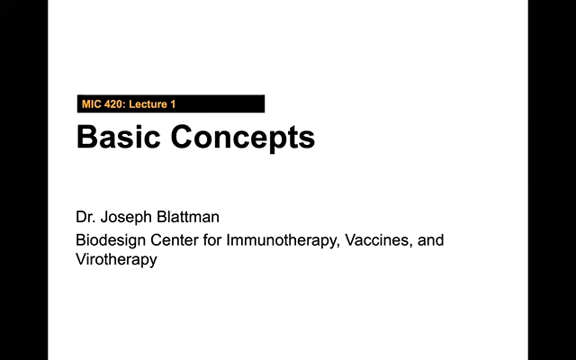 MIC 420: Lecture 1
Basic Concepts
Dr. Joseph Blattman
Biodesign Center for Immunotherapy, Vaccines, and
Virotherapy